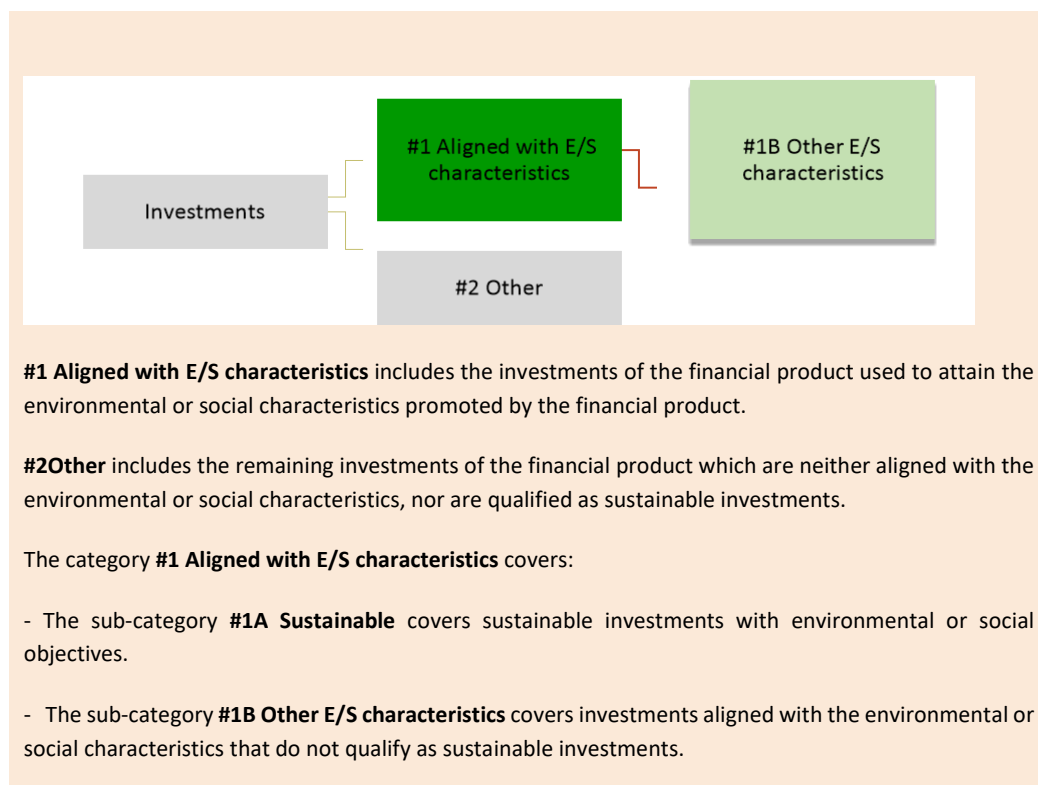 #1 Aligned with E/S
characteristics
#1B Other E/S
characteristics
Investments
#2 Other
#1 Aligned with E/S characteristics includes the investments of the financial product used to attain the
environmental or social characteristics promoted by the financial product.
#2Other includes the remaining investments of the financial product which are neither aligned with the
environmental or social characteristics, nor are qualified as sustainable investments.
The category #1 Aligned with E/S characteristics covers:
- The sub-category #1A Sustainable covers sustainable investments with environmental or social
objectives.
- The sub-category #1B Other E/S characteristics covers investments aligned with the environmental or
social characteristics that do not qualify as sustainable investments.